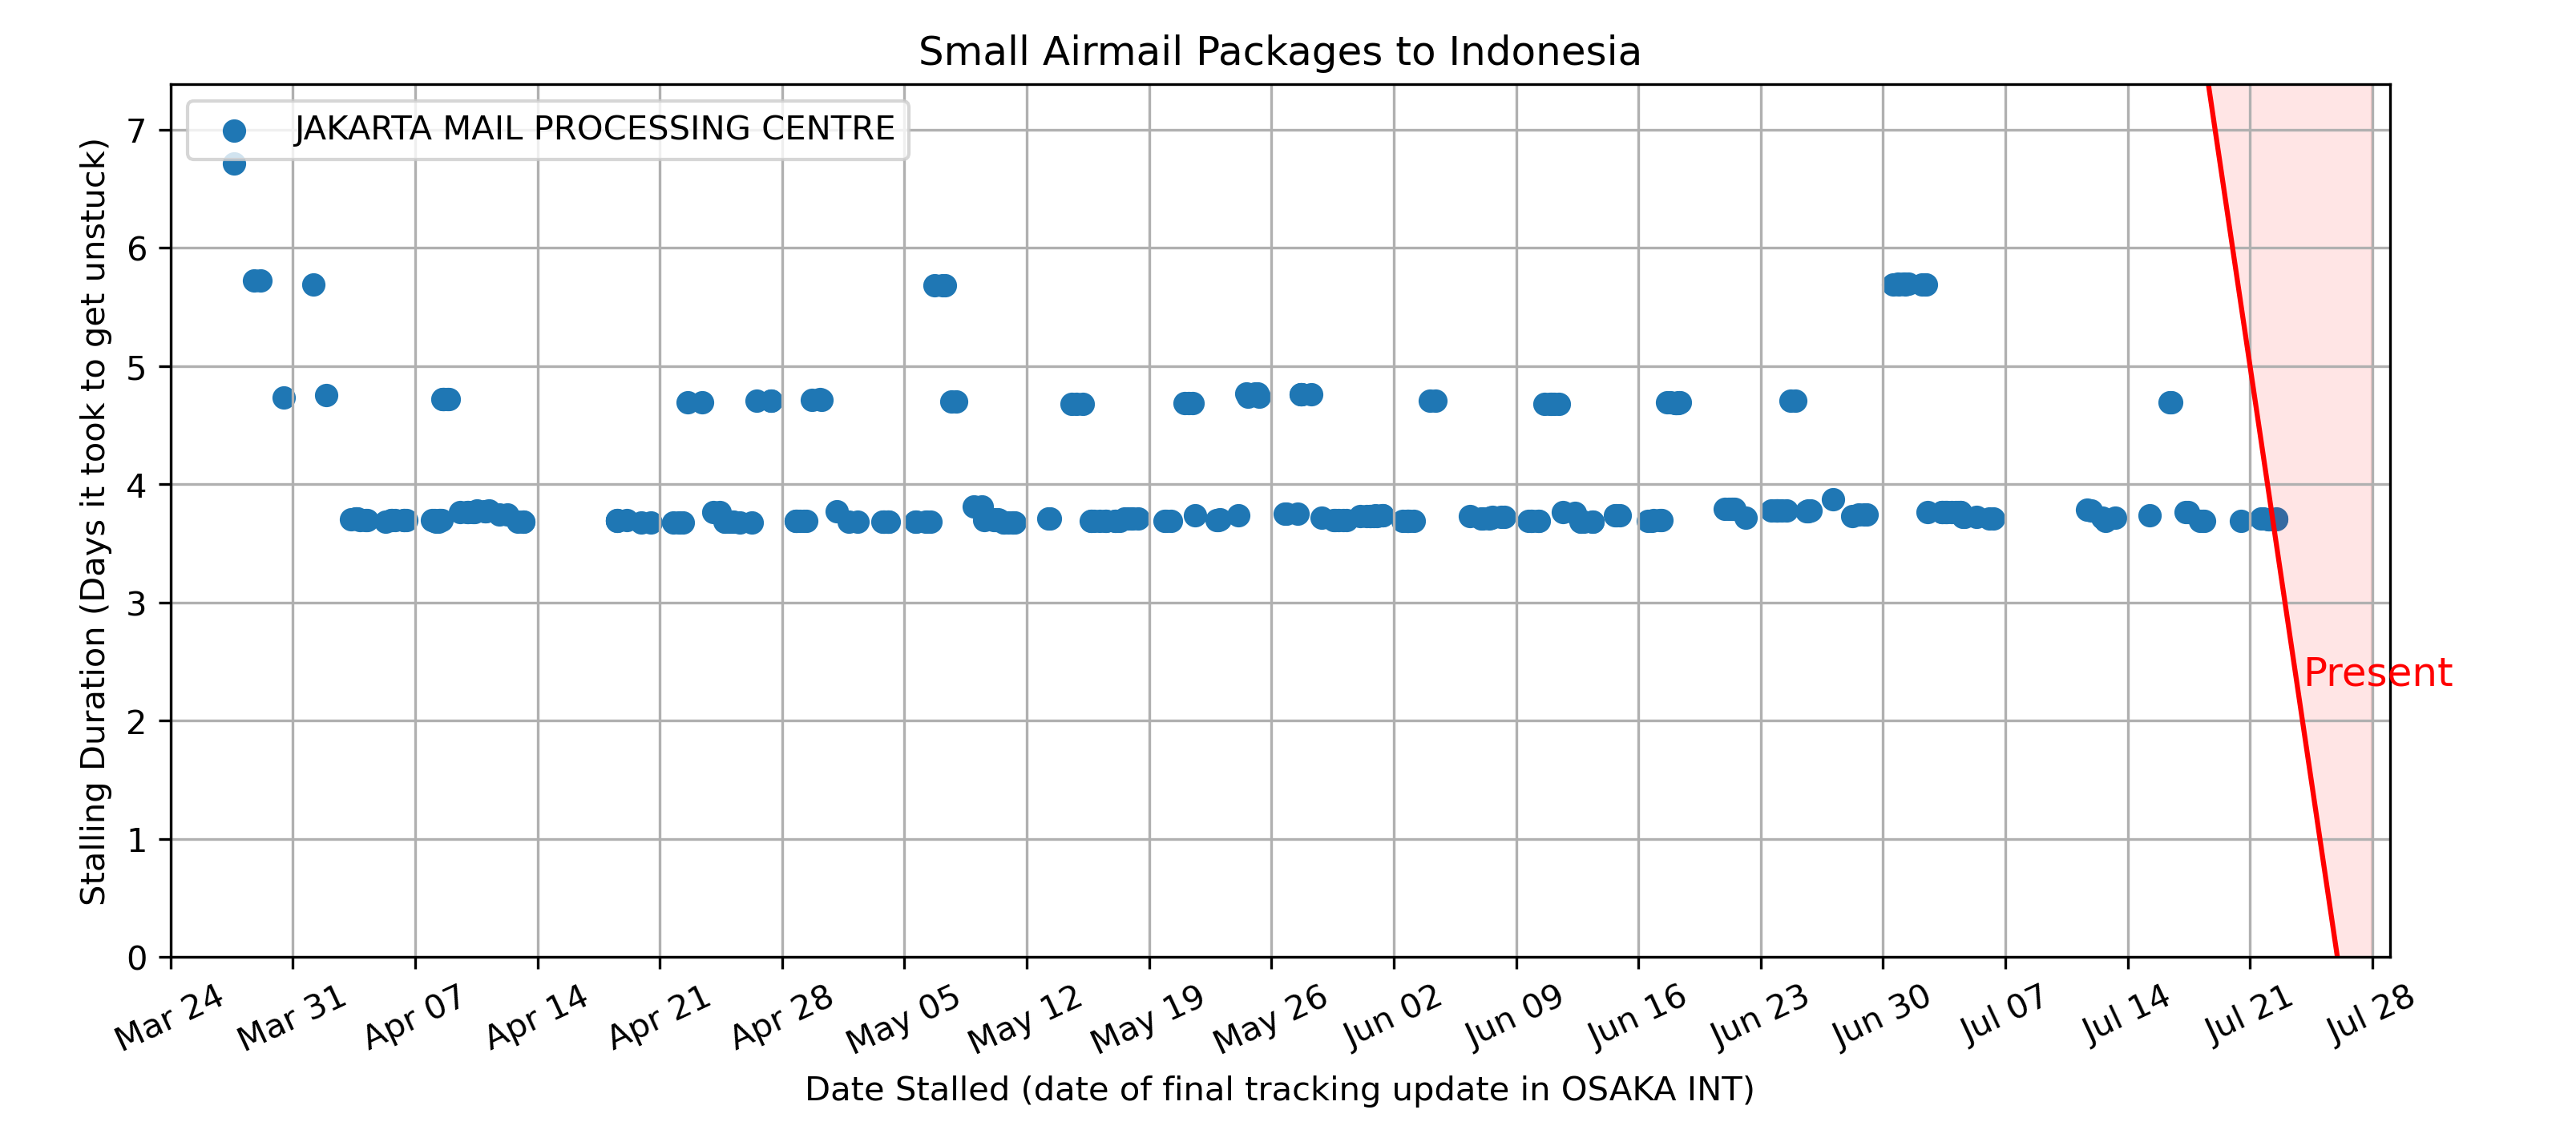 Small Airmail Packages to Indonesia
JAKARTA MAIL PROCESSING CENTRE
Stalling Duration (Days it took to get unstuck)
7
6
5
4
3
2
1
0
Present
Mar 24
Mar 31
Apr 07
Apr 14
Apr 21
Apr 28
May 05
May 12
May 19
May 26
Jun 02
Jun 09
Jun 16
Jun 23
Jun 30
Jul 07
Jul 14
Jul 21
Jul 28
Date Stalled (date of final tracking update in OSAKA INT)